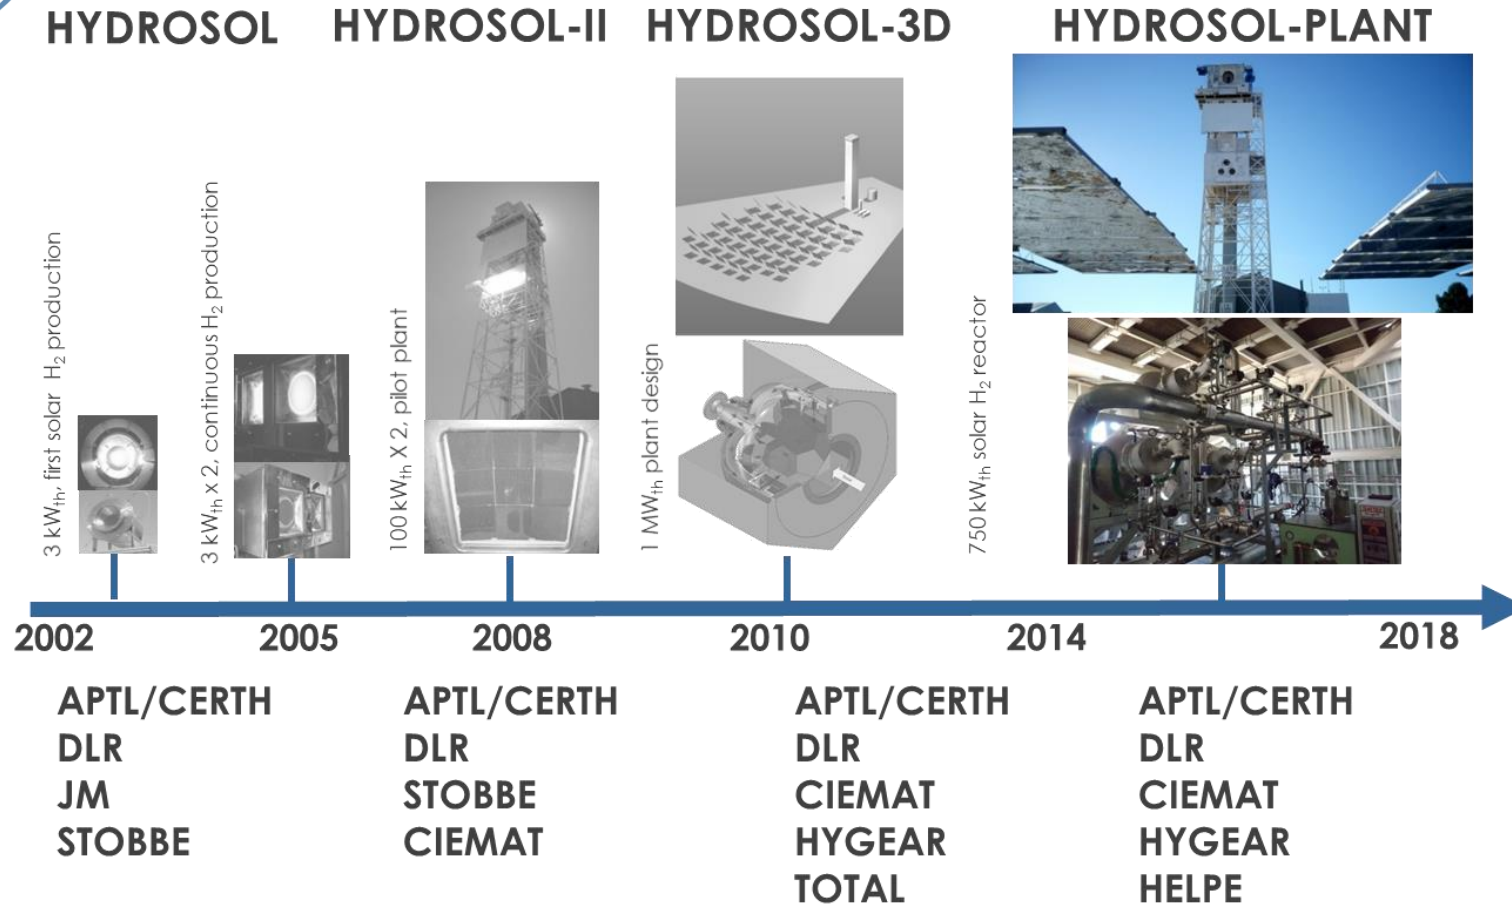 HYDROSOL
HYDROSOL-II
HYDROSOL-3D
HYDROSOL-PLANT
3 kWth, first solar H2 production
3 kWth x 2, continuous H2 production
100 kWth X 2, pilot plant
1 MWth plant design
750 kWth solar H2 reactor
2002
2005
2008
2010
2014
2018
APTL/CERTH
DLR
JM
STOBBE
APTL/CERTH
DLR
STOBBE
CIEMAT
APTL/CERTH
DLR
CIEMAT
HYGEAR
TOTAL
APTL/CERTH
DLR
CIEMAT
HYGEAR
HELPE